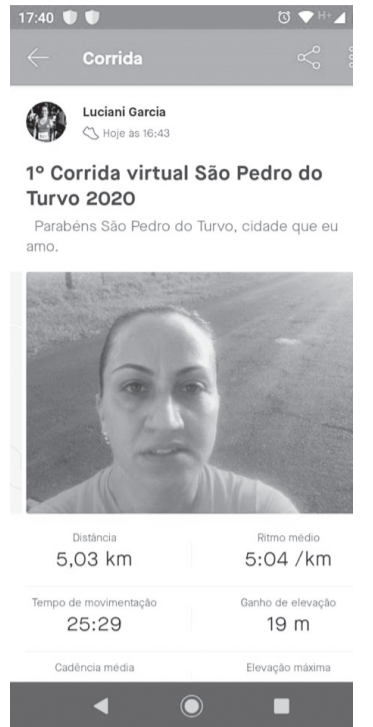 17:40 H+
Corrida
Luciani Garcia
Hoje às 16:43
1º Corrida virtual São Pedro do
Turvo 2020
Parabéns São Pedro do Turvo, cidade que eu
amo.
Distância Ritmo médio
5,03 km 5:04 /km
Tempo de movimentação Ganho de elevação
25:29 19 m
Cadência média Elevação máxima